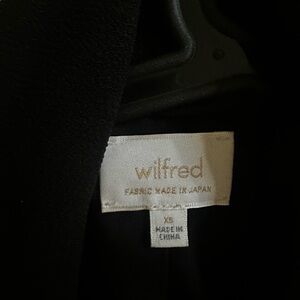 wilfred
FABRIC MADE IN JAPAN
XS
MADE IN
CHINA